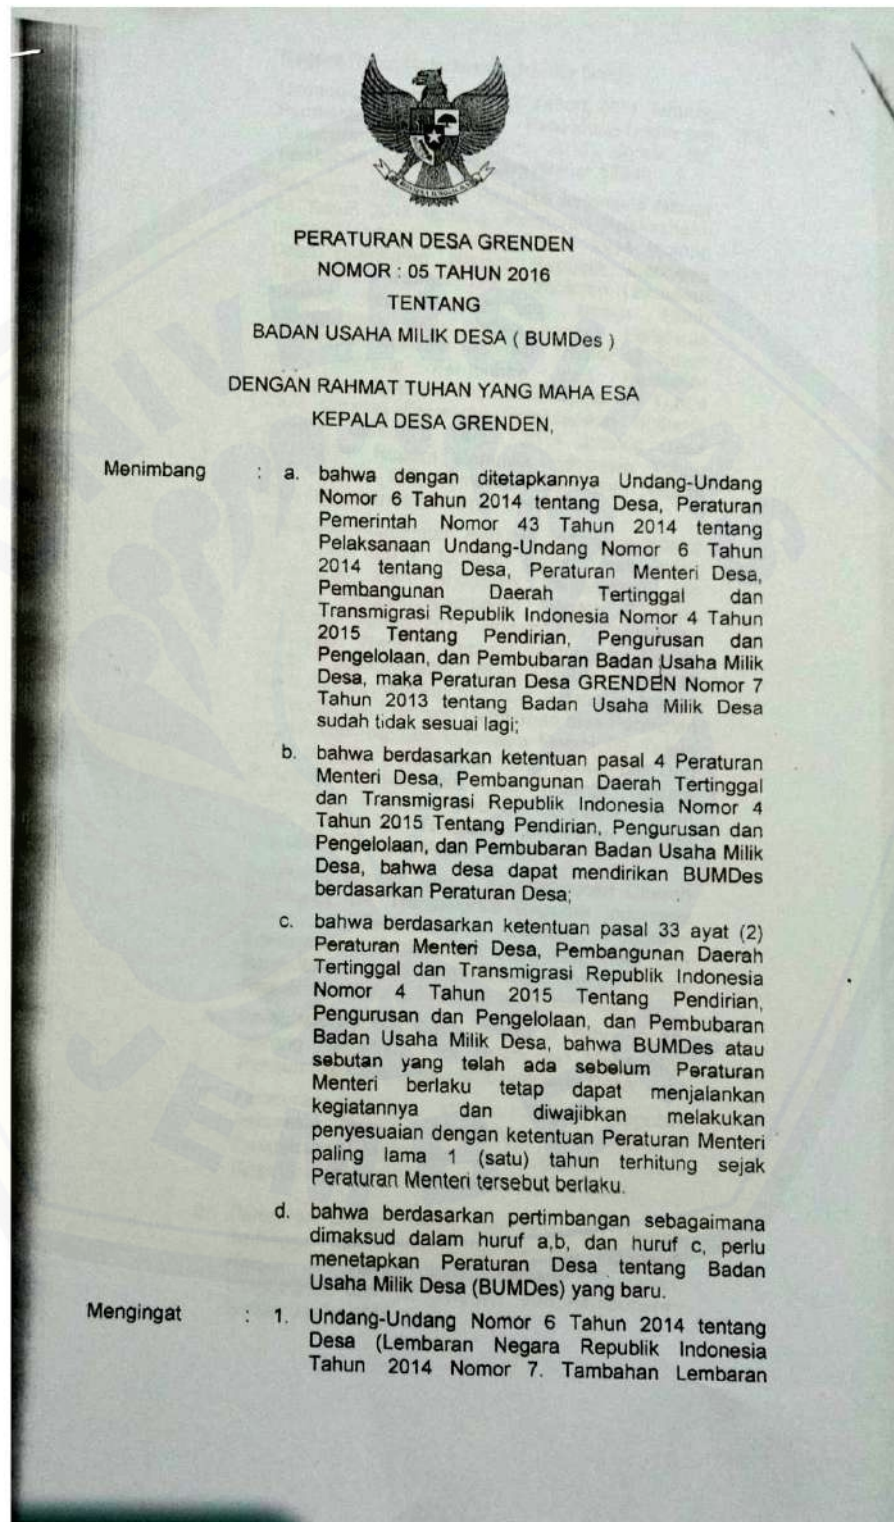 PERATURAN DESA GRENDEN
NOMOR : 05 TAHUN 2016
TENTANG
BADAN USAHA MILIK DESA ( BUMDes )
DENGAN RAHMAT TUHAN YANG MAHA ESA
KEPALA DESA GRENDEN,
Menimbang : a. bahwa dengan ditetapkannya Undang-Undang
Nomor 6 Tahun 2014 tentang Desa, Peraturan
Pemerintah Nomor 43 Tahun 2014 tentang
Pelaksanaan Undang-Undang Nomor 6 Tahun
2014 tentang Desa, Peraturan Menteri Desa,
Pembangunan Daerah Tertinggal dan
Transmigrasi Republik Indonesia Nomor 4 Tahun
2015 Tentang Pendirian, Pengurusan dan
Pengelolaan, dan Pembubaran Badan Usaha Milik
Desa, maka Peraturan Desa GRENDEN Nomor 7
Tahun 2013 tentang Badan Usaha Milik Desa
sudah tidak sesuai lagi;
b. bahwa berdasarkan ketentuan pasal 4 Peraturan
Menteri Desa, Pembangunan Daerah Tertinggal
dan Transmigrasi Republik Indonesia Nomor 4
Tahun 2015 Tentang Pendirian, Pengurusan dan
Pengelolaan, dan Pembubaran Badan Usaha Milik
Desa, bahwa desa dapat mendirikan BUMDes
berdasarkan Peraturan Desa;
c. bahwa berdasarkan ketentuan pasal 33 ayat (2)
Peraturan Menteri Desa, Pembangunan Daerah
Tertinggal dan Transmigrasi Republik Indonesia
Nomor 4 Tahun 2015 Tentang Pendirian,
Pengurusan dan Pengelolaan, dan Pembubaran
Badan Usaha Milik Desa, bahwa BUMDes atau
sebutan yang telah ada sebelum Peraturan
Menteri berlaku tetap dapat menjalankan
kegiatannya dan diwajibkan melakukan
penyesuaian dengan ketentuan Peraturan Menteri
paling lama 1 (satu) tahun terhitung sejak
Peraturan Menteri tersebut berlaku.
d. bahwa berdasarkan pertimbangan sebagaimana
dimaksud dalam huruf a,b, dan huruf c, perlu
menetapkan Peraturan Desa tentang Badan
Usaha Milik Desa (BUMDes) yang baru.
Mengingat : 1. Undang-Undang Nomor 6 Tahun 2014 tentang
Desa (Lembaran Negara Republik Indonesia
Tahun 2014 Nomor 7. Tambahan Lembaran